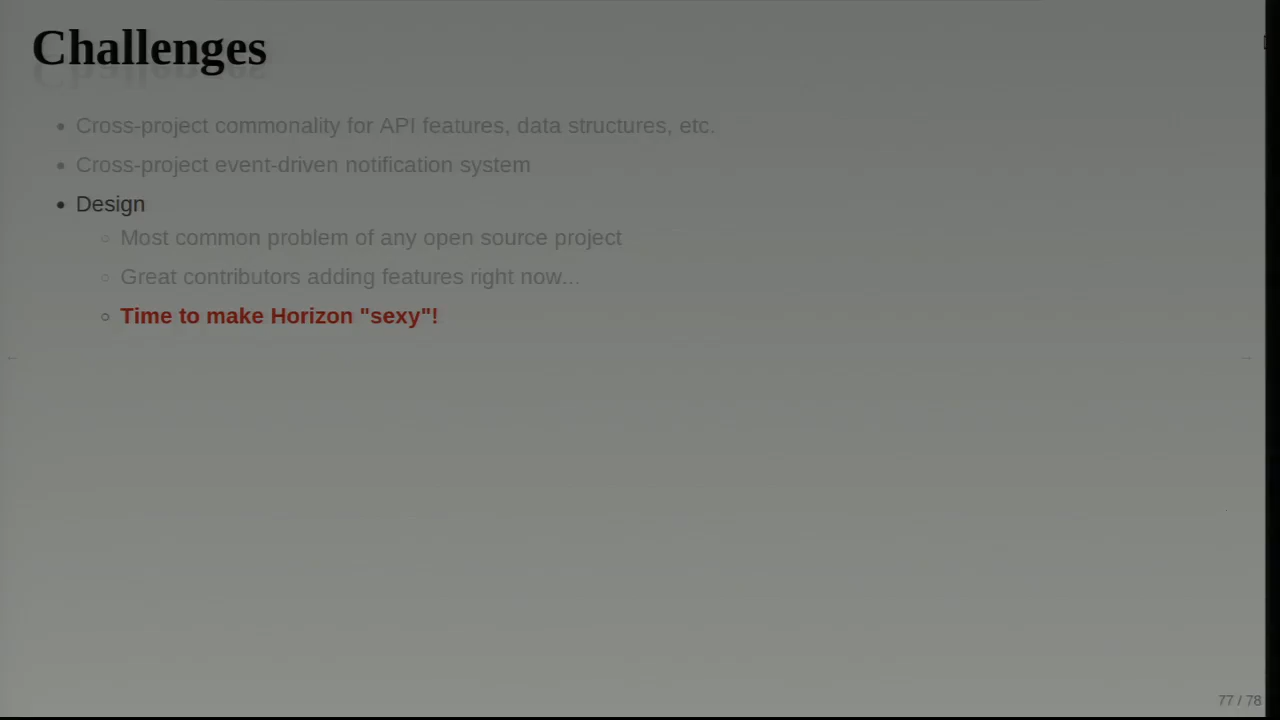 Challenges
Cross-project commonality for API features, data structures, etc.
Cross-project event-driven notification system
Design
Most common problem of any open source project
Great contributors adding features right now...
Time to make Horizon "sexy"!
←
→
77 / 78